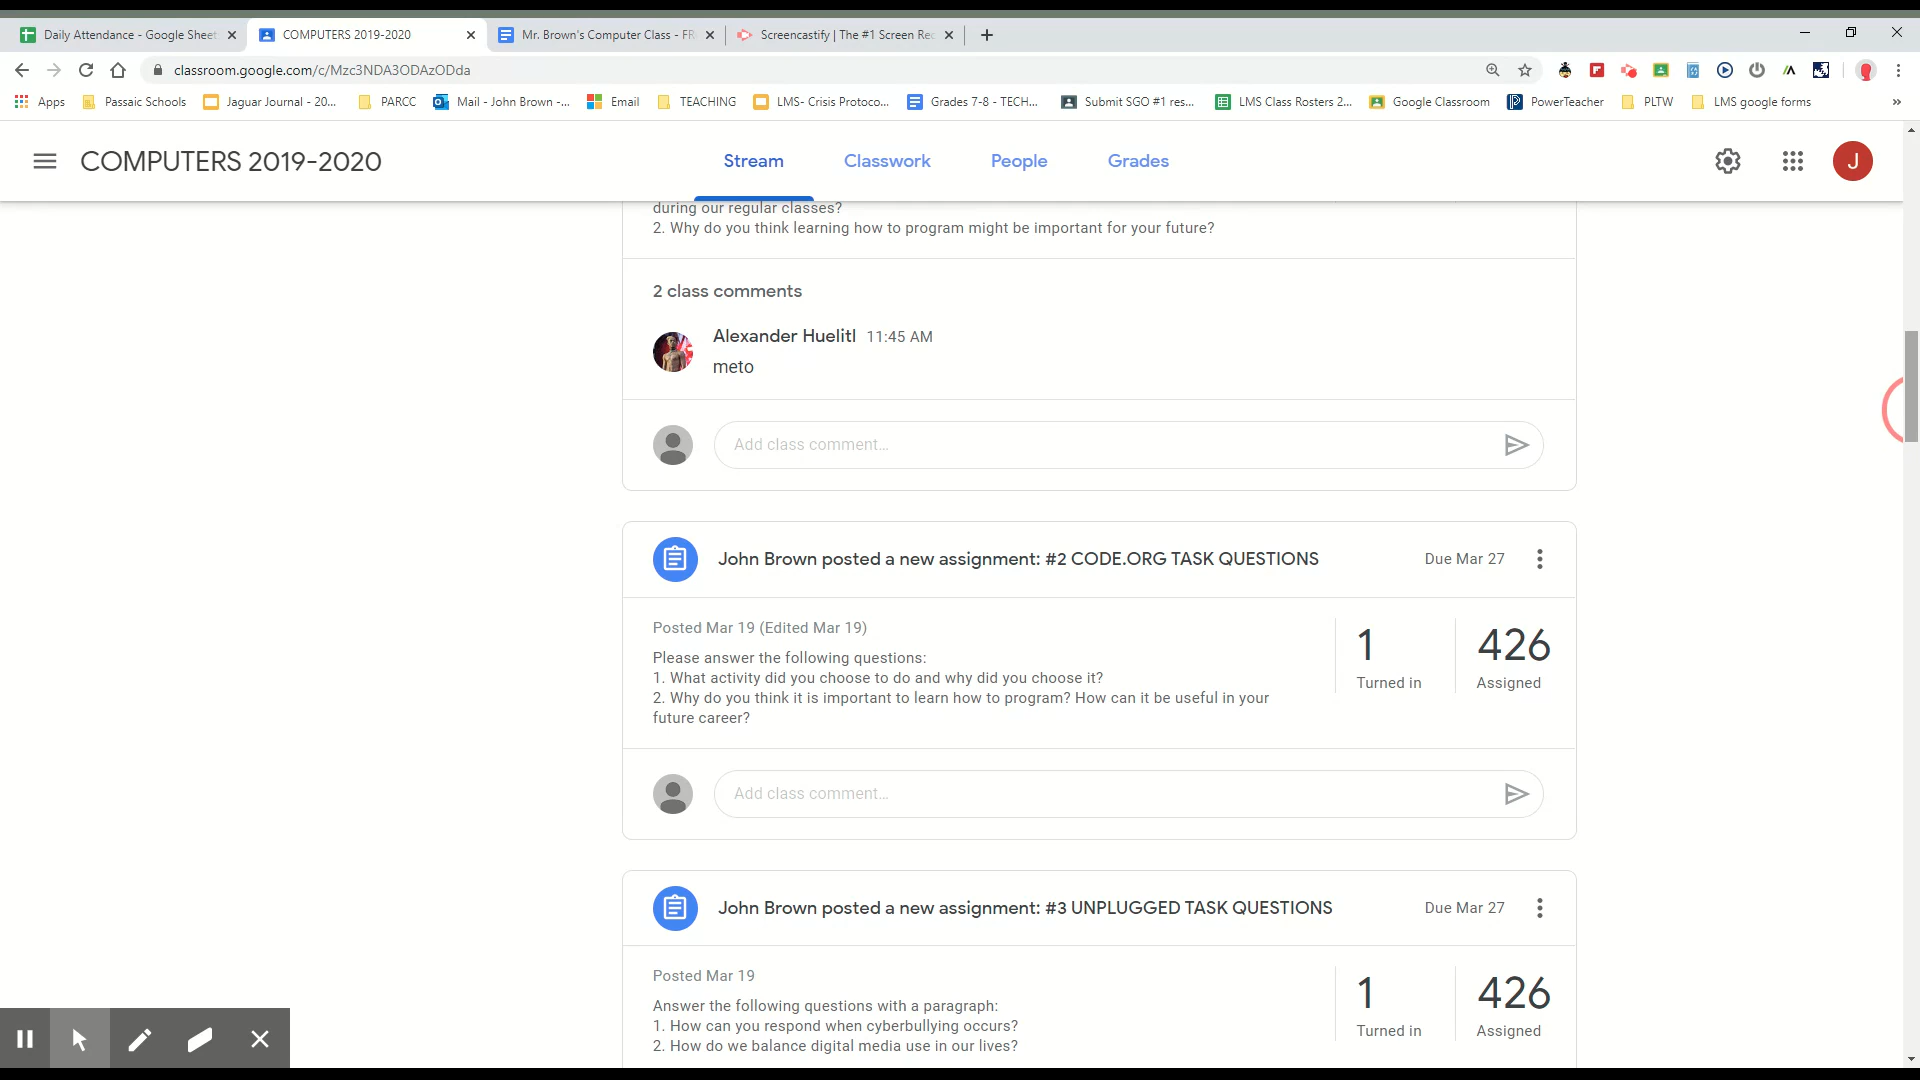 Daily Attendance - Google Sheet
COMPUTERS 2019-2020
Mr. Brown's Computer Class - FR
Screencastify | The #1 Screen Re
classroom.google.com/c/Mzc3NDA3ODAzODda
Apps
Passaic Schools
Jaguar Journal - 20...
PARCC
Mail - John Brown -...
Email
TEACHING
LMS- Crisis Protoco...
Grades 7-8 - TECH...
Submit SGO #1 res...
LMS Class Rosters 2...
Google Classroom
PowerTeacher
PLTW
LMS google forms
»
COMPUTERS 2019-2020
Stream
Classwork
People
Grades
J
during our regular classes?
2. Why do you think learning how to program might be important for your future?
2 class comments
Alexander Huelitl 11:45 AM
meto
Add class comment...
John Brown posted a new assignment: #2 CODE.ORG TASK QUESTIONS
Due Mar 27
Posted Mar 19 (Edited Mar 19)
Please answer the following questions:
1. What activity did you choose to do and why did you choose it?
2. Why do you think it is important to learn how to program? How can it be useful in your
future career?
1
Turned in
426
Assigned
Add class comment...
John Brown posted a new assignment: #3 UNPLUGGED TASK QUESTIONS
Due Mar 27
Posted Mar 19
Answer the following questions with a paragraph:
1. How can you respond when cyberbullying occurs?
2. How do we balance digital media use in our lives?
1
Turned in
426
Assigned